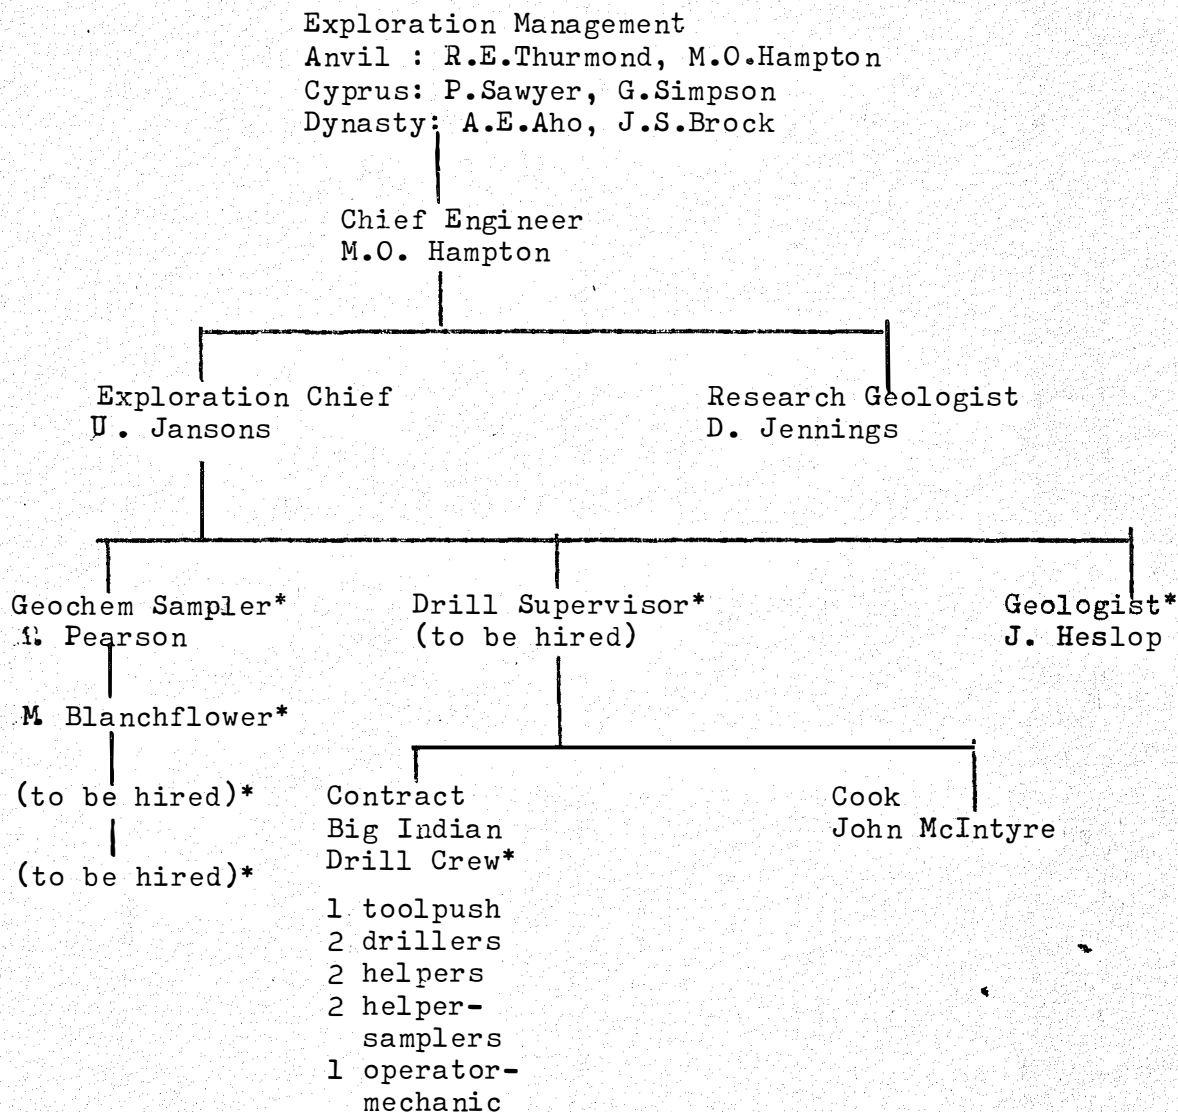 Exploration Management
Anvil : R.E.Thurmond, M.O.Hampton
Cyprus: P.Sawyer, G.Simpson
Dynasty: A.E.Aho, J.S.Brock
Chief Engineer
M.O. Hampton
Exploration Chief
U. Jansons
Research Geologist
D. Jennings
Geochem Sampler*
Pearson
M. Blanchflower*
(to be hired)*
(to be hired)*
Drill Supervisor*
(to be hired)
Contract
Big Indian
Drill Crew*
1 toolpush
2 drillers
2 helpers
2 helper-
samplers
1 operator-
mechanic
Cook
John McIntyre
Geologist*
J. Heslop